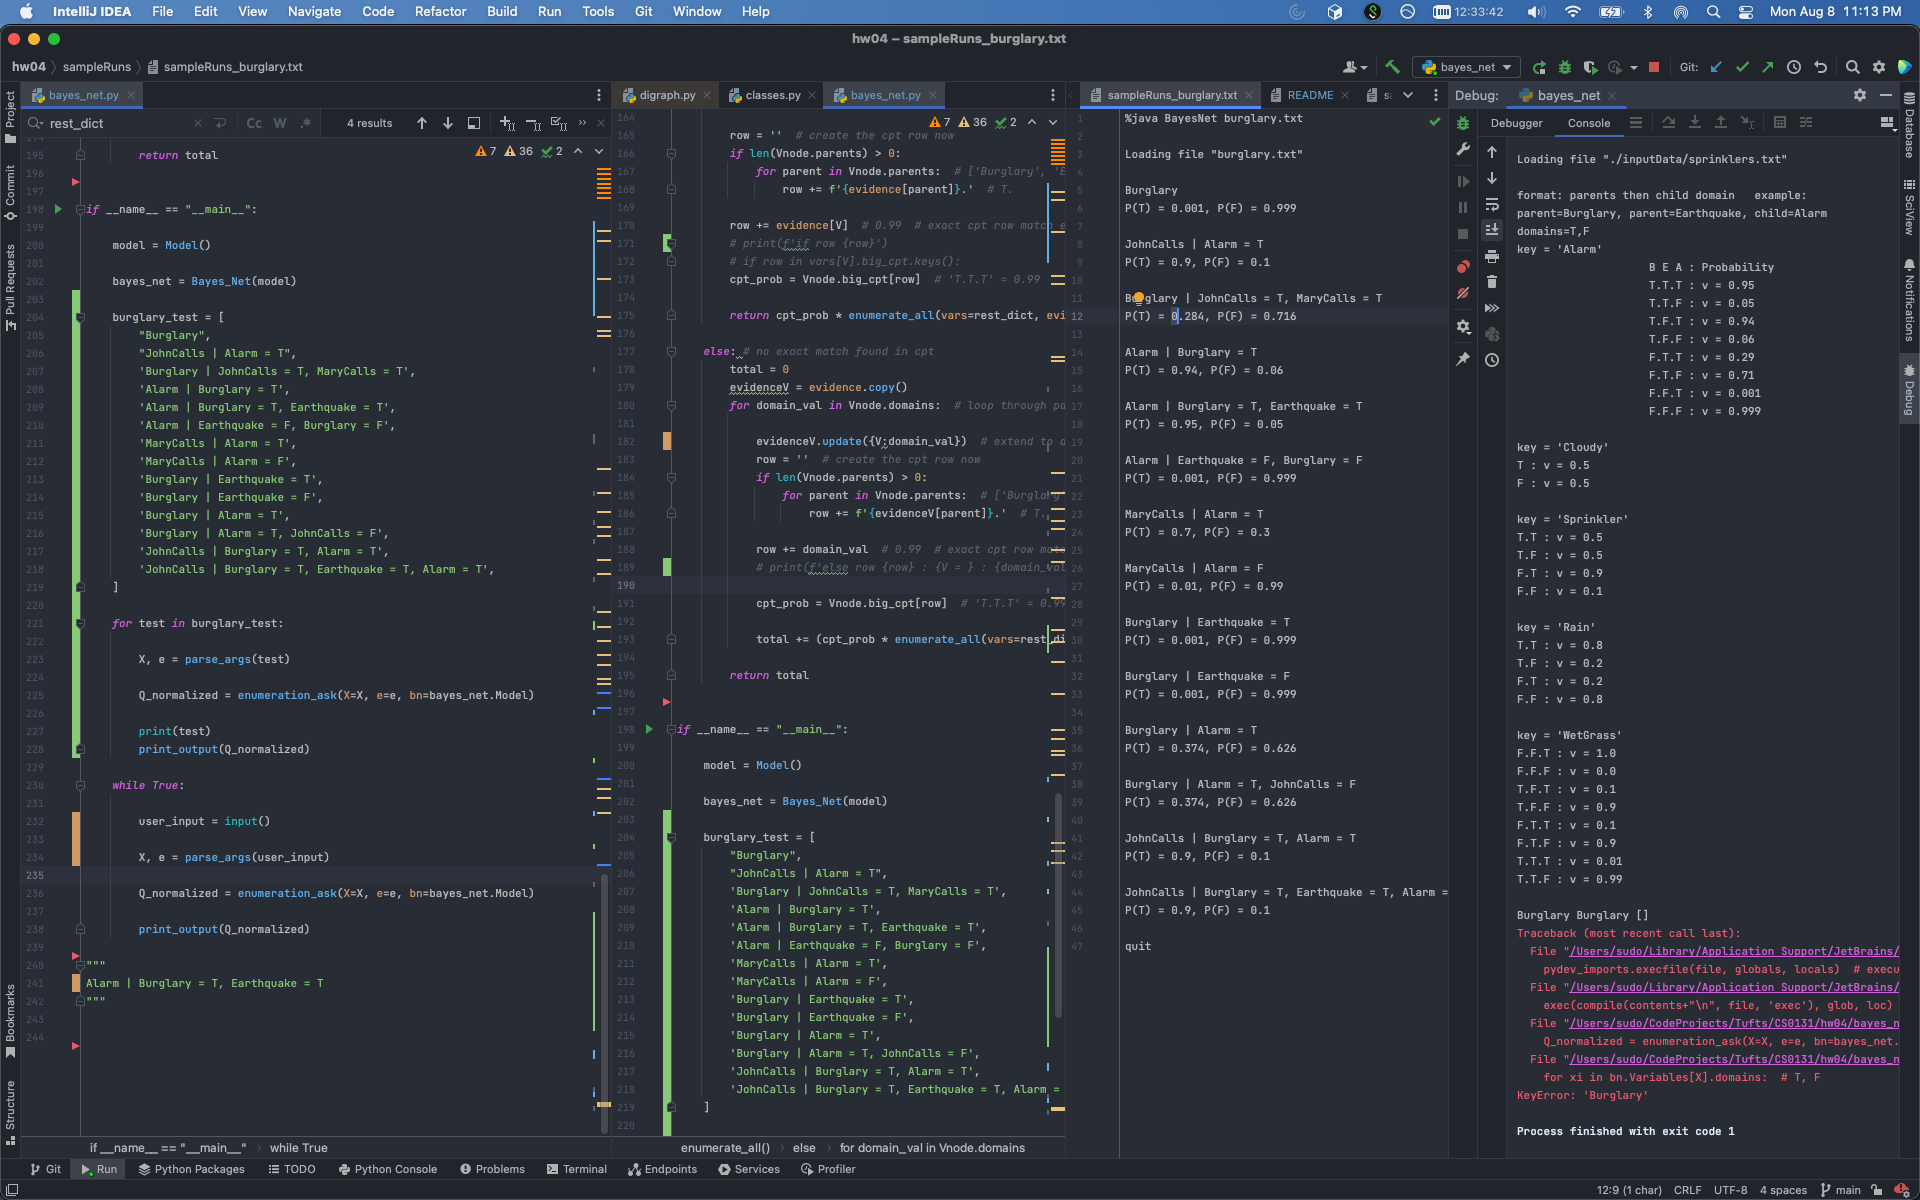 IntelliJ IDEA File Edit View Navigate Code Refactor Build Run Tools Git Window Help 12:33:42 Mon Aug 8 11:13 PM
hw04 – sampleRuns_burglary.txt
hw04 sampleRuns sampleRuns_burglary.txt
bayes_net Git:
bayes_net.py
rest_dict
Cc W .* 4 results
7 36 2
195 return total
196
197
198 if __name__ == "__main__":
199
200 model = Model()
201
202 bayes_net = Bayes_Net(model)
203
204 burglary_test = [
205 "Burglary",
206 "JohnCalls | Alarm = T",
207 'Burglary | JohnCalls = T, MaryCalls = T',
208 'Alarm | Burglary = T',
209 'Alarm | Burglary = T, Earthquake = T',
210 'Alarm | Earthquake = F, Burglary = F',
211 'MaryCalls | Alarm = T',
212 'MaryCalls | Alarm = F',
213 'Burglary | Earthquake = T',
214 'Burglary | Earthquake = F',
215 'Burglary | Alarm = T',
216 'Burglary | Alarm = T, JohnCalls = F',
217 'JohnCalls | Burglary = T, Alarm = T',
218 'JohnCalls | Burglary = T, Earthquake = T, Alarm = T',
219 ]
220
221 for test in burglary_test:
222
223 X, e = parse_args(test)
224
225 Q_normalized = enumeration_ask(X=X, e=e, bn=bayes_net.Model)
226
227 print(test)
228 print_output(Q_normalized)
229
230 while True:
231
232 user_input = input()
233
234 X, e = parse_args(user_input)
235
236 Q_normalized = enumeration_ask(X=X, e=e, bn=bayes_net.Model)
237
238 print_output(Q_normalized)
239
240 """
241 Alarm | Burglary = T, Earthquake = T
242 """
243
244
if __name__ == "__main__" while True
digraph.py classes.py bayes_net.py
7 36 2
164
165 row = '' # create the cpt row now
166 if len(Vnode.parents) > 0:
167 for parent in Vnode.parents: # ['Burglary', 'E
168 row += f'{evidence[parent]}.' # T.
169
170 row += evidence[V] # 0.99 # exact cpt row match e
171 # print(f'if row {row}')
172 # if row in vars[V].big_cpt.keys():
173 cpt_prob = Vnode.big_cpt[row] # 'T.T.T' = 0.99
174
175 return cpt_prob * enumerate_all(vars=rest_dict, evi
176
177 else: # no exact match found in cpt
178 total = 0
179 evidenceV = evidence.copy()
180 for domain_val in Vnode.domains: # loop through po
181
182 evidenceV.update({V:domain_val}) # extend to
183 row = '' # create the cpt row now
184 if len(Vnode.parents) > 0:
185 for parent in Vnode.parents: # ['Burglary
186 row += f'{evidenceV[parent]}.' # T.
187
188 row += domain_val # 0.99 # exact cpt row mat
189 # print(f'else row {row} : {V = } : {domain_val
190
191 cpt_prob = Vnode.big_cpt[row] # 'T.T.T' = 0.99
192
193 total += (cpt_prob * enumerate_all(vars=rest_di
194
195 return total
196
197
198 if __name__ == "__main__":
199
200 model = Model()
201
202 bayes_net = Bayes_Net(model)
203
204 burglary_test = [
205 "Burglary",
206 "JohnCalls | Alarm = T",
207 'Burglary | JohnCalls = T, MaryCalls = T',
208 'Alarm | Burglary = T',
209 'Alarm | Burglary = T, Earthquake = T',
210 'Alarm | Earthquake = F, Burglary = F',
211 'MaryCalls | Alarm = T',
212 'MaryCalls | Alarm = F',
213 'Burglary | Earthquake = T',
214 'Burglary | Earthquake = F',
215 'Burglary | Alarm = T',
216 'Burglary | Alarm = T, JohnCalls = F',
217 'JohnCalls | Burglary = T, Alarm = T',
218 'JohnCalls | Burglary = T, Earthquake = T, Alarm =
219 ]
220
enumerate_all() else for domain_val in Vnode.domains
sampleRuns_burglary.txt README
1 %java BayesNet burglary.txt
2
3 Loading file "burglary.txt"
4
5 Burglary
6 P(T) = 0.001, P(F) = 0.999
7
8 JohnCalls | Alarm = T
9 P(T) = 0.9, P(F) = 0.1
10
11 Burglary | JohnCalls = T, MaryCalls = T
12 P(T) = 0.284, P(F) = 0.716
13
14 Alarm | Burglary = T
15 P(T) = 0.94, P(F) = 0.06
16
17 Alarm | Burglary = T, Earthquake = T
18 P(T) = 0.95, P(F) = 0.05
19
20 Alarm | Earthquake = F, Burglary = F
21 P(T) = 0.001, P(F) = 0.999
22
23 MaryCalls | Alarm = T
24 P(T) = 0.7, P(F) = 0.3
25
26 MaryCalls | Alarm = F
27 P(T) = 0.01, P(F) = 0.99
28
29 Burglary | Earthquake = T
30 P(T) = 0.001, P(F) = 0.999
31
32 Burglary | Earthquake = F
33 P(T) = 0.001, P(F) = 0.999
34
35 Burglary | Alarm = T
36 P(T) = 0.374, P(F) = 0.626
37
38 Burglary | Alarm = T, JohnCalls = F
39 P(T) = 0.374, P(F) = 0.626
40
41 JohnCalls | Burglary = T, Alarm = T
42 P(T) = 0.9, P(F) = 0.1
43
44 JohnCalls | Burglary = T, Earthquake = T, Alarm =
45 P(T) = 0.9, P(F) = 0.1
46
47 quit
Debug: bayes_net
Debugger Console
Loading file "./inputData/sprinklers.txt"
format: parents then child domain example:
parent=Burglary, parent=Earthquake, child=Alarm
domains=T,F
key = 'Alarm'
B E A : Probability
T.T.T : v = 0.95
T.T.F : v = 0.05
T.F.T : v = 0.94
T.F.F : v = 0.06
F.T.T : v = 0.29
F.T.F : v = 0.71
F.F.T : v = 0.001
F.F.F : v = 0.999
key = 'Cloudy'
T : v = 0.5
F : v = 0.5
key = 'Sprinkler'
T.T : v = 0.5
T.F : v = 0.5
F.T : v = 0.9
F.F : v = 0.1
key = 'Rain'
T.T : v = 0.8
T.F : v = 0.2
F.T : v = 0.2
F.F : v = 0.8
key = 'WetGrass'
F.F.T : v = 1.0
F.F.F : v = 0.0
T.F.T : v = 0.1
T.F.F : v = 0.9
F.T.T : v = 0.1
F.T.F : v = 0.9
T.T.T : v = 0.01
T.T.F : v = 0.99
Burglary Burglary []
Traceback (most recent call last):
File "/Users/sudo/Library/Application Support/JetBrains/
pydev_imports.execfile(file, globals, locals) # execu
File "/Users/sudo/Library/Application Support/JetBrains/
exec(compile(contents+"\n", file, 'exec'), glob, loc)
File "/Users/sudo/CodeProjects/Tufts/CS0131/hw04/bayes_n
Q_normalized = enumeration_ask(X=X, e=e, bn=bayes_net.
File "/Users/sudo/CodeProjects/Tufts/CS0131/hw04/bayes_n
for xi in bn.Variables[X].domains: # T, F
KeyError: 'Burglary'
Process finished with exit code 1
Project
Commit
Pull Requests
Bookmarks
Structure
Database
SciView
Notifications
Debug
Git Run Python Packages TODO Python Console Problems Terminal Endpoints Services Profiler
12:9 (1 char) CRLF UTF-8 4 spaces main